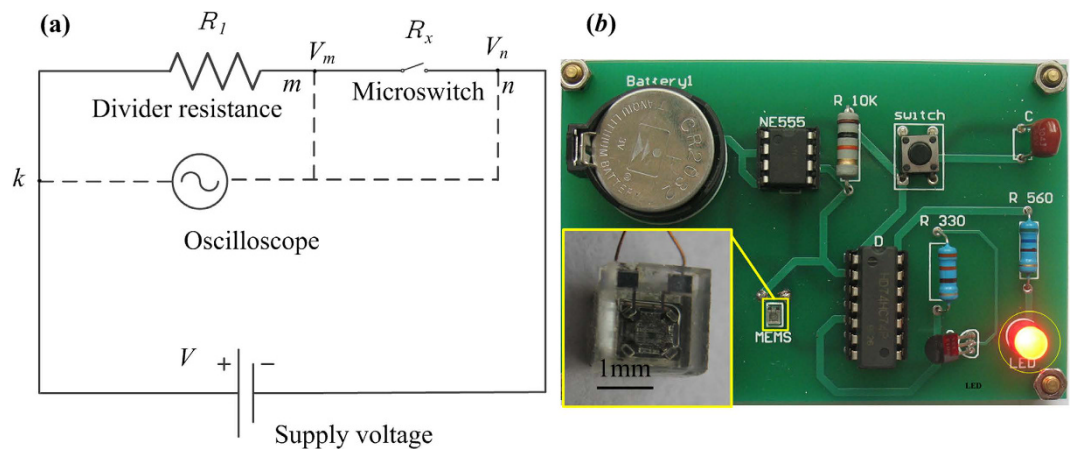 (a)
R1
Vm
Rx
Vn
m
n
Divider resistance
Microswitch
k
Oscilloscope
V
+
−
Supply voltage
(b)
Battery1
CR2032
NE555
R 10K
switch
C
R 560
R 330
D
MEMS
LED
LED
1mm